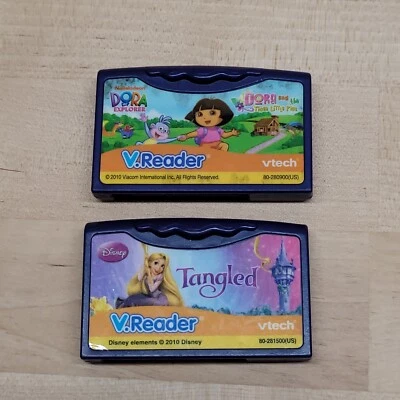 Nickelodeon
DORA
THE
EXPLORER
DORA and the
Three Little Pigs
V.Reader
vtech
© 2010 Viacom International Inc. All Rights Reserved.
80-280900(US)
Disney
Tangled
V.Reader®
vtech
Disney elements © 2010 Disney
80-281500(US)